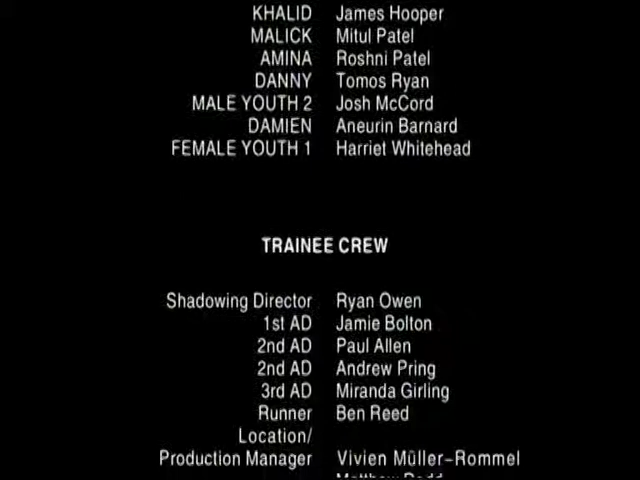 KHALID James Hooper
MALICK Mitul Patel
AMINA Roshni Patel
DANNY Tomos Ryan
MALE YOUTH 2 Josh McCord
DAMIEN Aneurin Barnard
FEMALE YOUTH 1 Harriet Whitehead
TRAINEE CREW
Shadowing Director Ryan Owen
1st AD Jamie Bolton
2nd AD Paul Allen
2nd AD Andrew Pring
3rd AD Miranda Girling
Runner Ben Reed
Location/
Production Manager Vivien Müller-Rommel